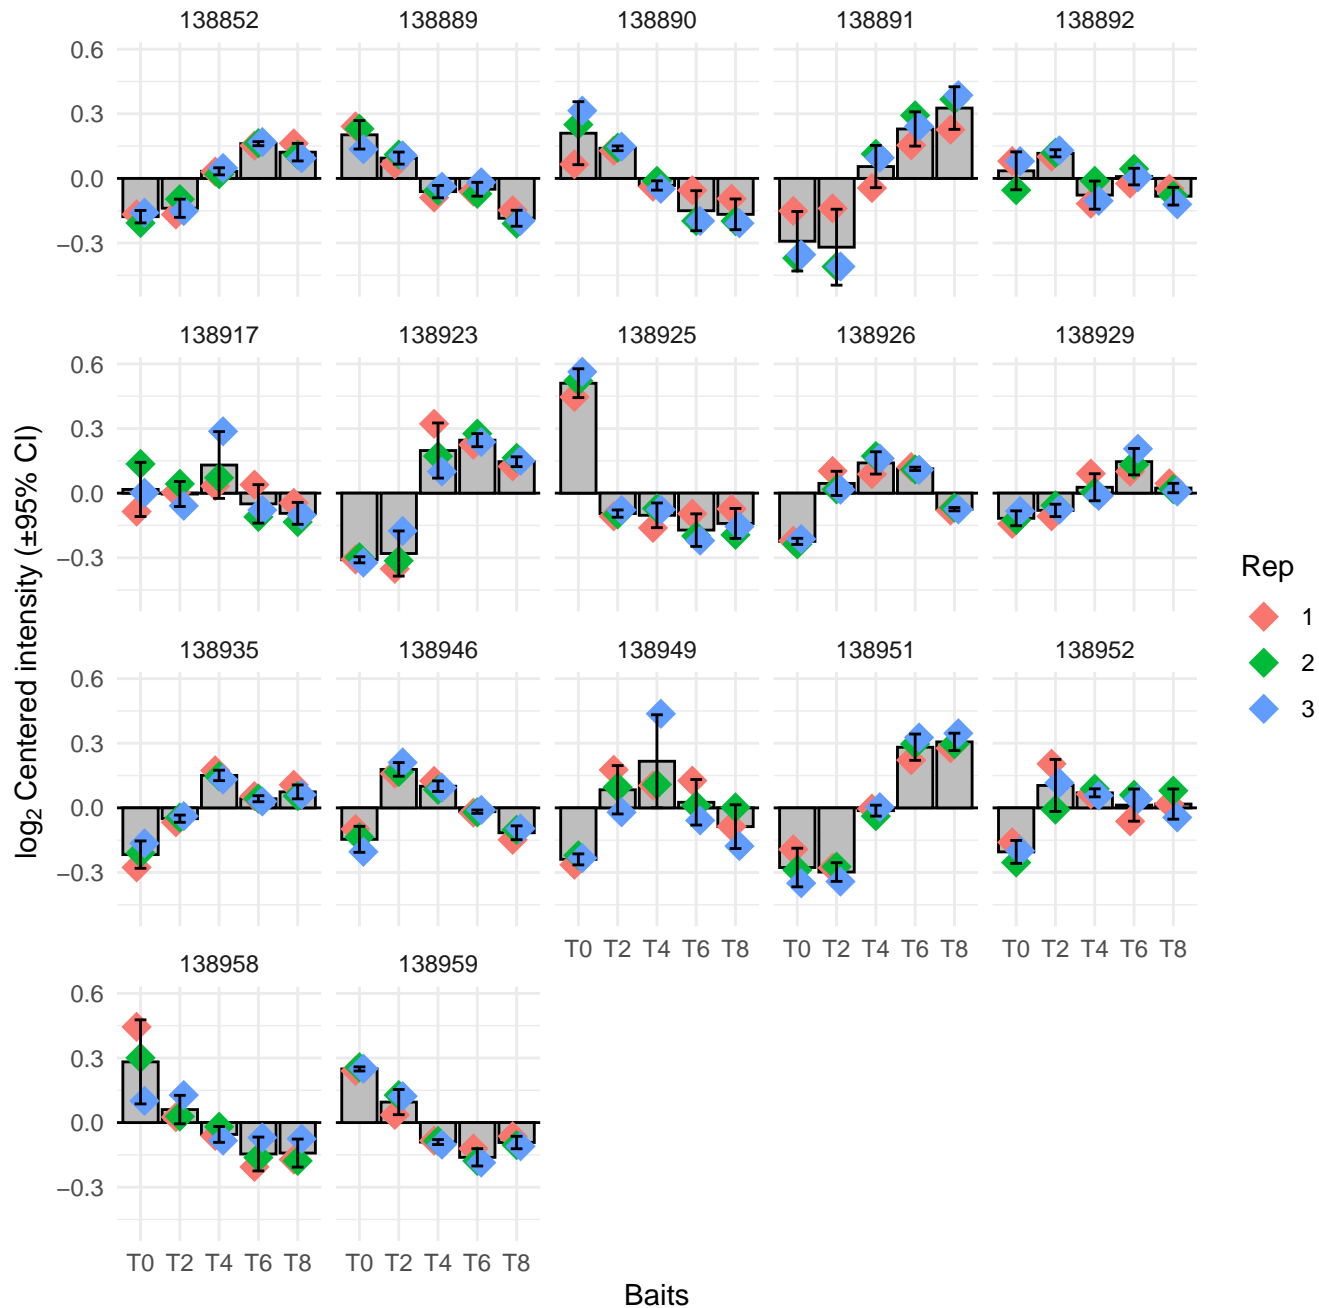 138852 138889 138890 138891 138892
0.6
0.3
0.0
−0.3
138917 138923 138925 138926 138929
0.6
0.3
0.0
−0.3
138935 138946 138949 138951 138952
0.6
0.3
0.0
−0.3
T0 T2 T4 T6 T8 T0 T2 T4 T6 T8 T0 T2 T4 T6 T8
138958 138959
0.6
0.3
0.0
−0.3
T0 T2 T4 T6 T8 T0 T2 T4 T6 T8
Baits
log₂ Centered intensity (±95% CI)
Rep
1
2
3